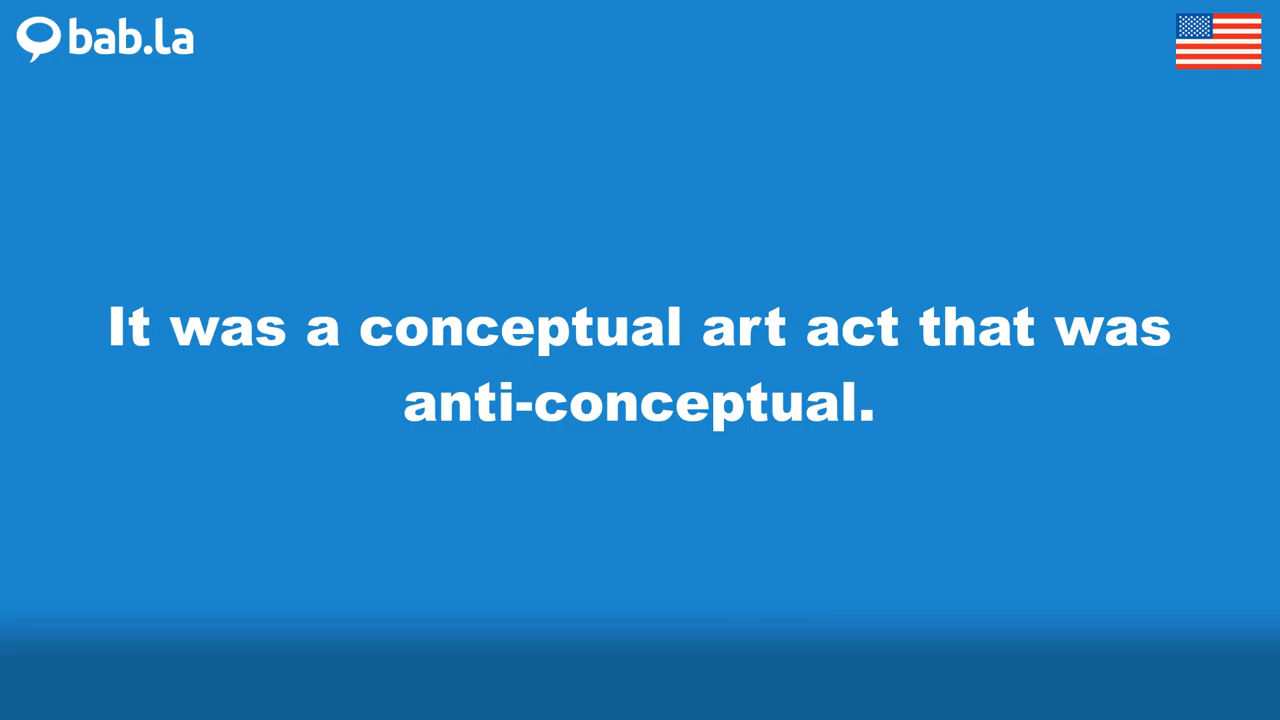 bab.la
It was a conceptual art act that was
anti-conceptual.